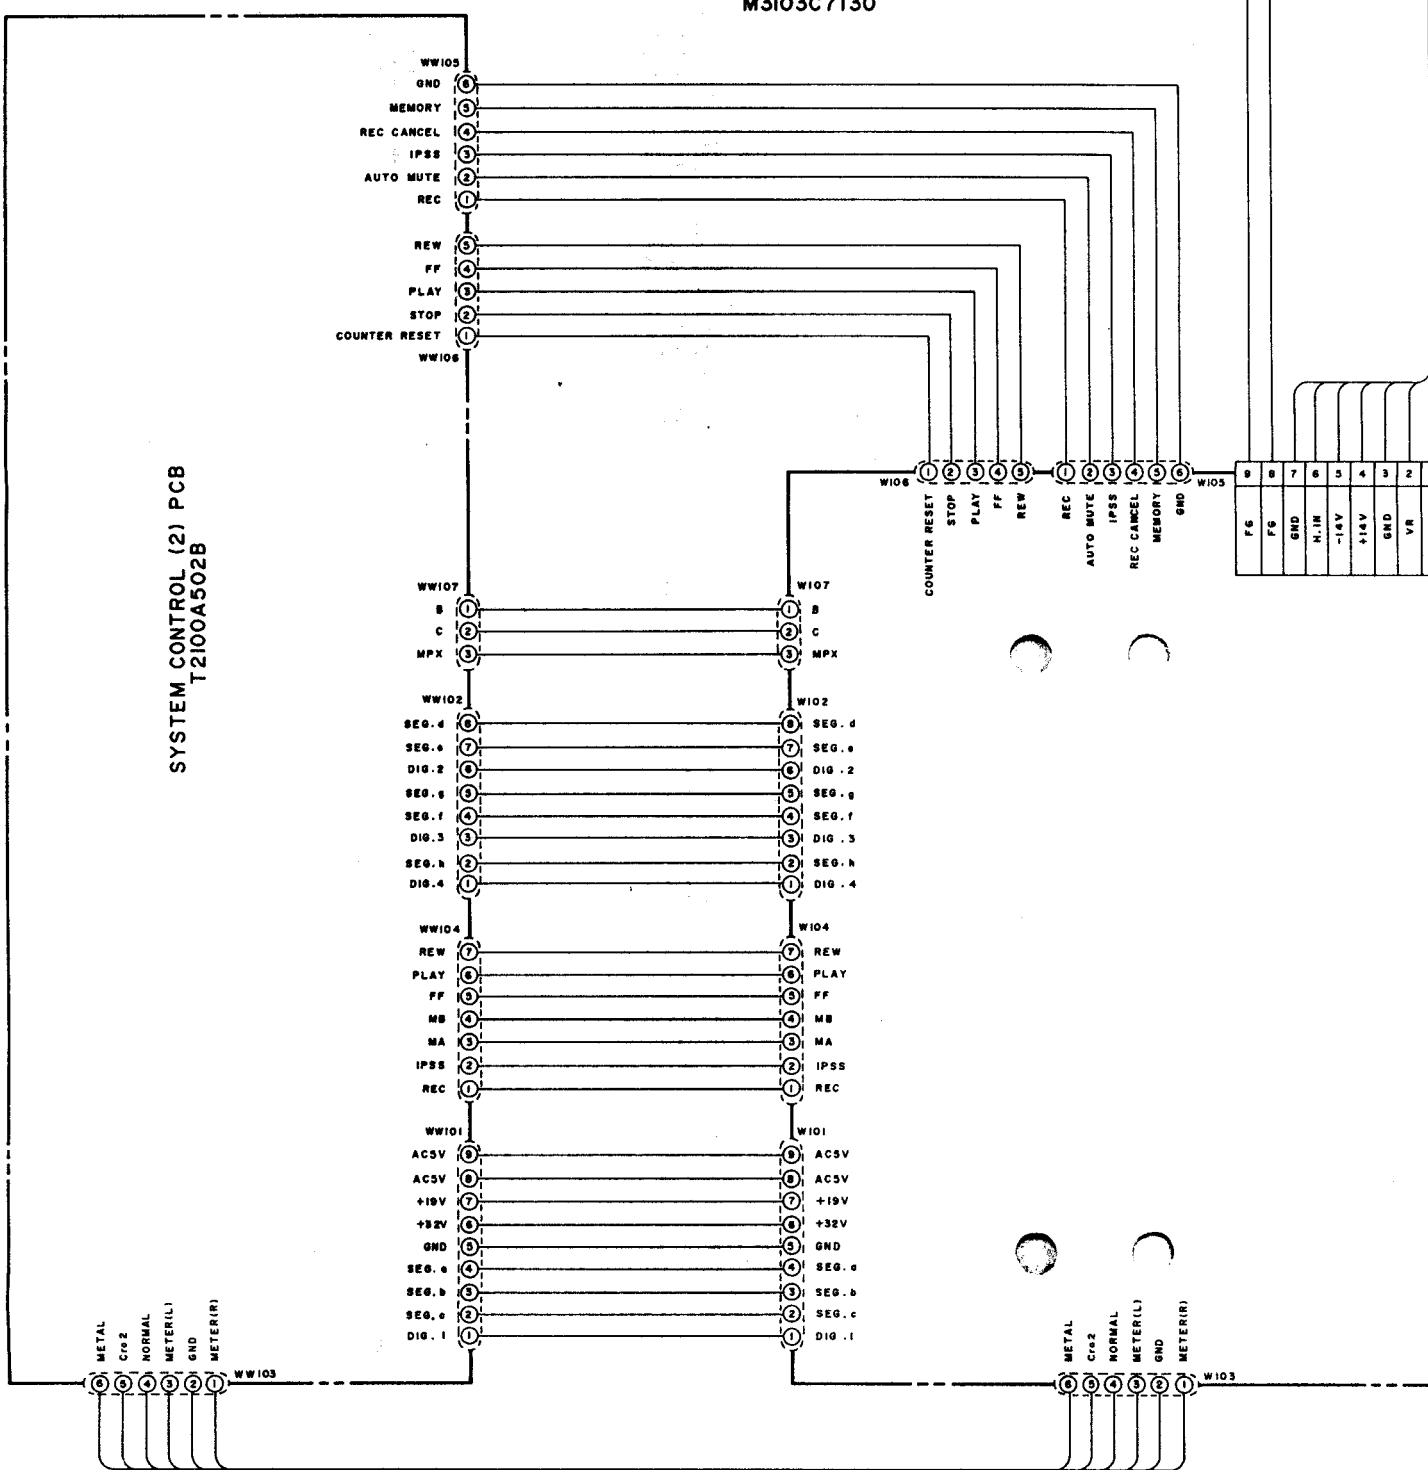 M3103C7130
WW105
GND 6
MEMORY 5
REC CANCEL 4
IPSS 3
AUTO MUTE 2
REC 1
REW 5
FF 4
PLAY 3
STOP 2
COUNTER RESET 1
WW106
SYSTEM CONTROL (2) PCB
T2100A502B
W106
1 2 3 4 5
COUNTER RESET
STOP
PLAY
FF
REW
1 2 3 4 5 6
W105
REC
AUTO MUTE
IPSS
REC CANCEL
MEMORY
GND
9 8 7 6 5 4 3 2
FG
FG
GND
H.IN
-14V
+14V
GND
VR
WW107
B 1
C 2
MPX 3
W107
1 B
2 C
3 MPX
WW102
SEG.d 8
SEG.e 7
DIG.2 6
SEG.g 5
SEG.f 4
DIG.3 3
SEG.h 2
DIG.4 1
W102
8 SEG.d
7 SEG.e
6 DIG.2
5 SEG.g
4 SEG.f
3 DIG.3
2 SEG.h
1 DIG.4
WW104
REW 7
PLAY 6
FF 5
MB 4
MA 3
IPSS 2
REC 1
W104
7 REW
6 PLAY
5 FF
4 MB
3 MA
2 IPSS
1 REC
WW101
AC5V 9
AC5V 8
+19V 7
+32V 6
GND 5
SEG.a 4
SEG.b 3
SEG.c 2
DIG.1 1
W101
9 AC5V
8 AC5V
7 +19V
6 +32V
5 GND
4 SEG.a
3 SEG.b
2 SEG.c
1 DIG.1
METAL
Cro2
NORMAL
METER(L)
GND
METER(R)
6 5 4 3 2 1
WW103
METAL
Cro2
NORMAL
METER(L)
GND
METER(R)
6 5 4 3 2 1
W103